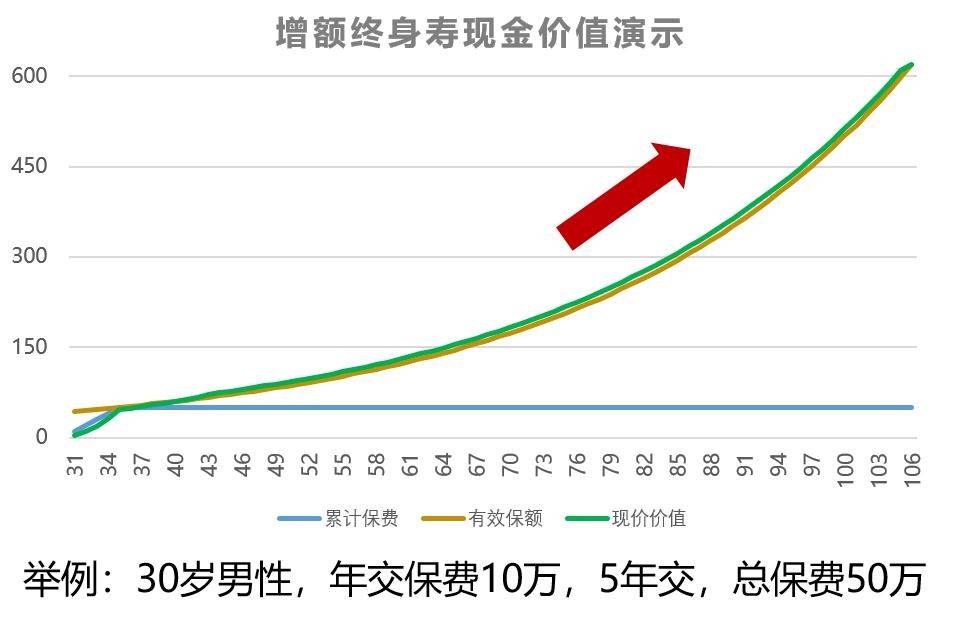 增额终身寿现金价值演示
600
450
300
150
0
31 34 37 40 43 46 49 52 55 58 61 64 67 70 73 76 79 82 85 88 91 94 97 100 103 106
累计保费 有效保额 现价价值
举例：30岁男性，年交保费10万，5年交，总保费50万